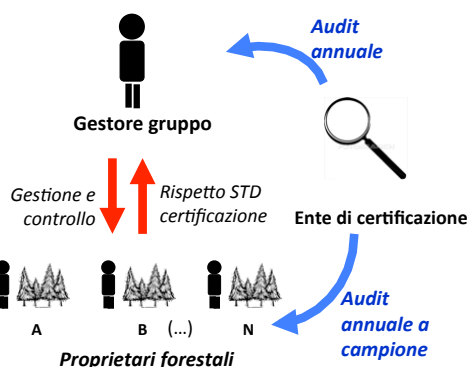 Audit
annuale
Gestore gruppo
Gestione e
controllo
Rispetto STD
certificazione
Ente di certificazione
A
B
(...)
N
Proprietari forestali
Audit
annuale a
campione